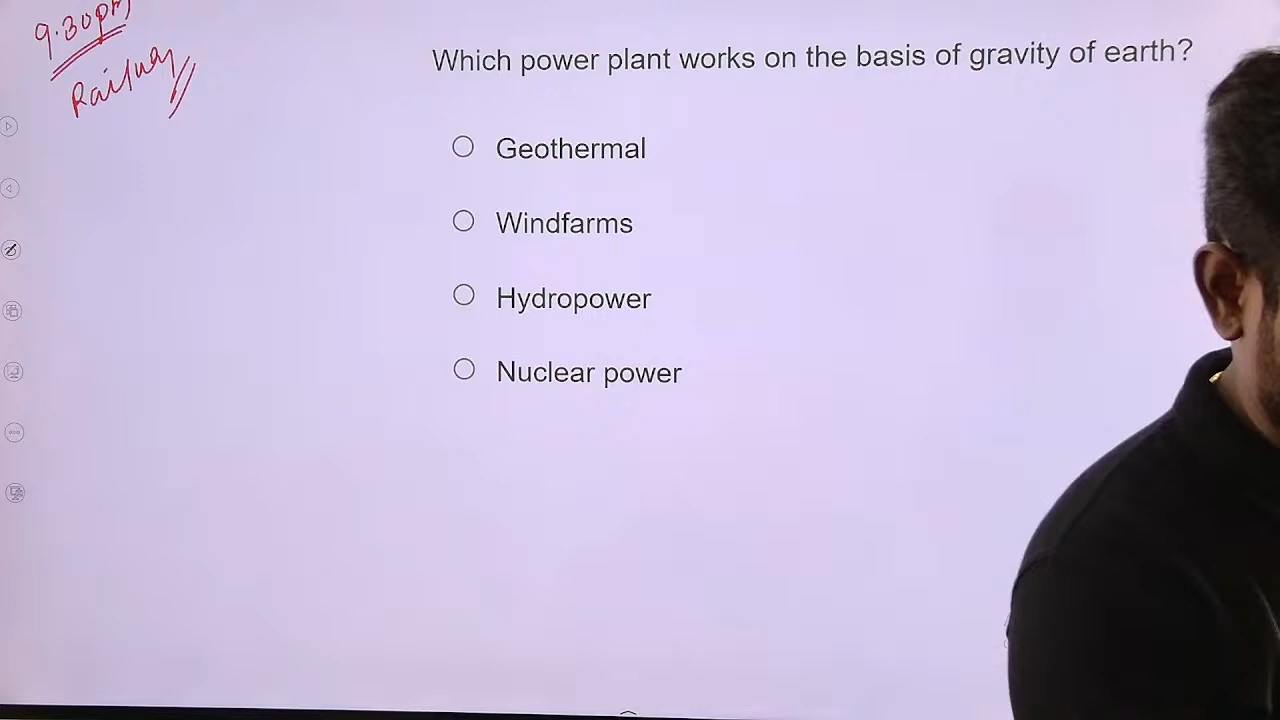 9.30pm
Railway
Which power plant works on the basis of gravity of earth?
Geothermal
Windfarms
Hydropower
Nuclear power